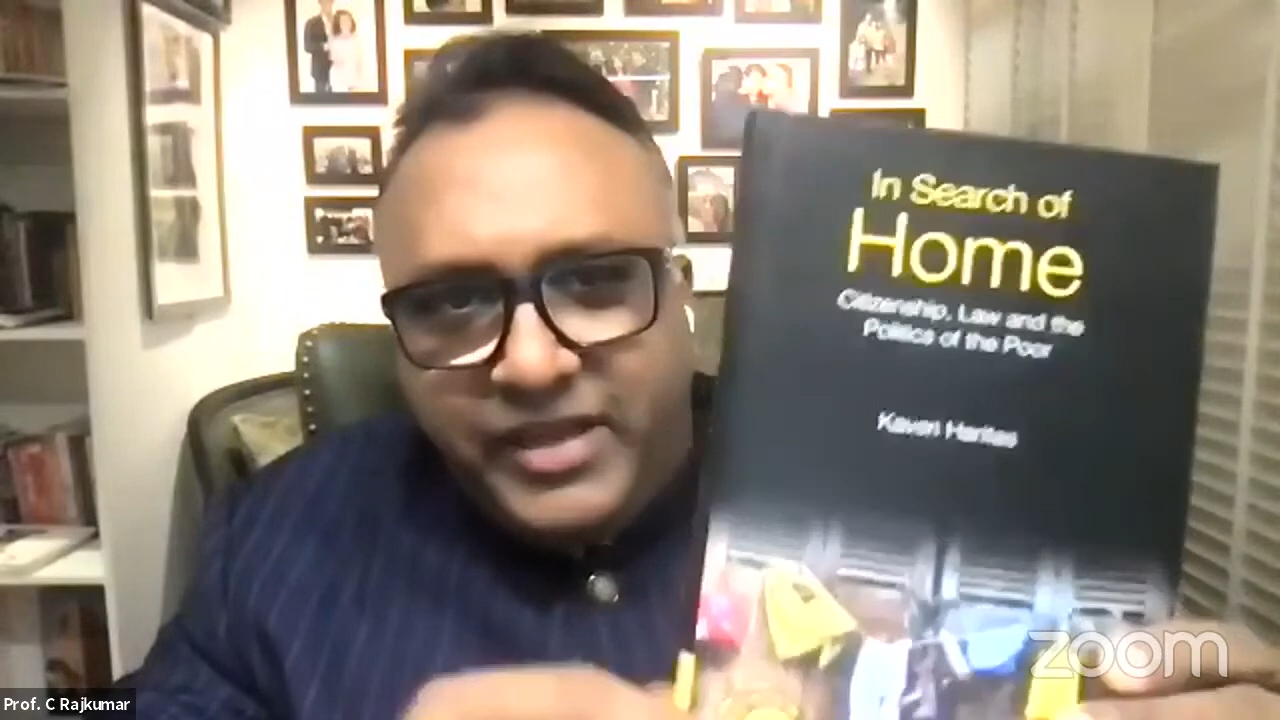 In Search of
Home
Citizenship, Law and the
Politics of the Poor
Kaveri Haritas
zoom
Prof. C Rajkumar